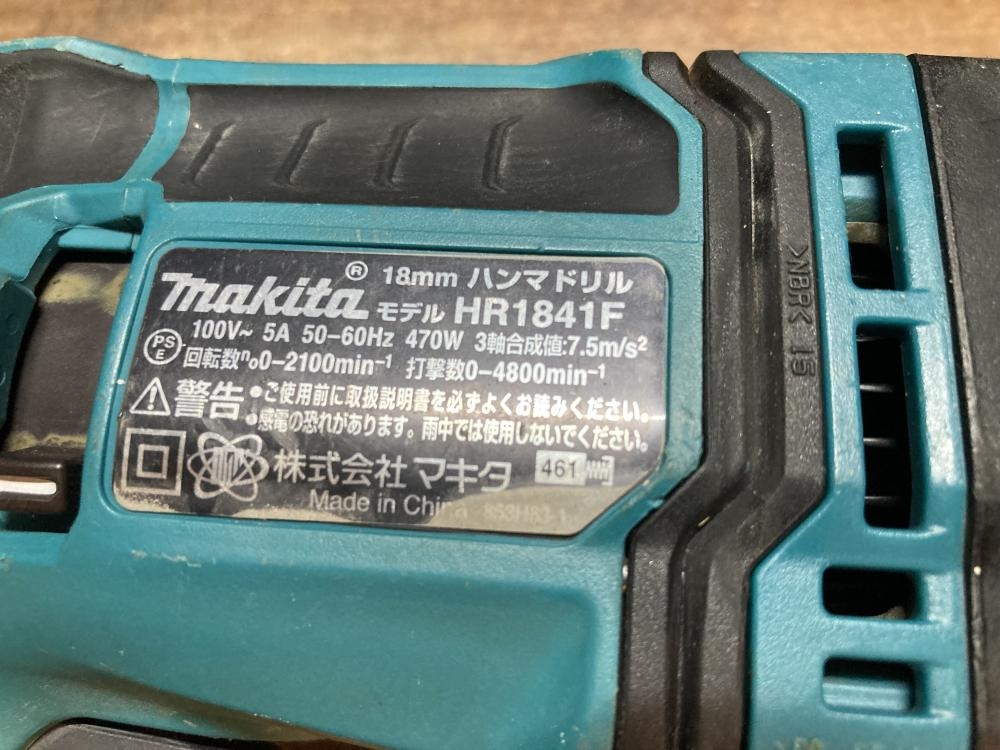 makita® 18mm ハンマドリル
モデル HR1841F
100V~ 5A 50-60Hz 470W 3軸合成値:7.5m/s²
PS E 回転数n₀0-2100min⁻¹ 打撃数0-4800min⁻¹
⚠警告 •ご使用前に取扱説明書を必ずよくお読みください。
•感電の恐れがあります。雨中では使用しないでください。
株式会社 マキタ 461
Made in China 853H83-1
>NBR< 15